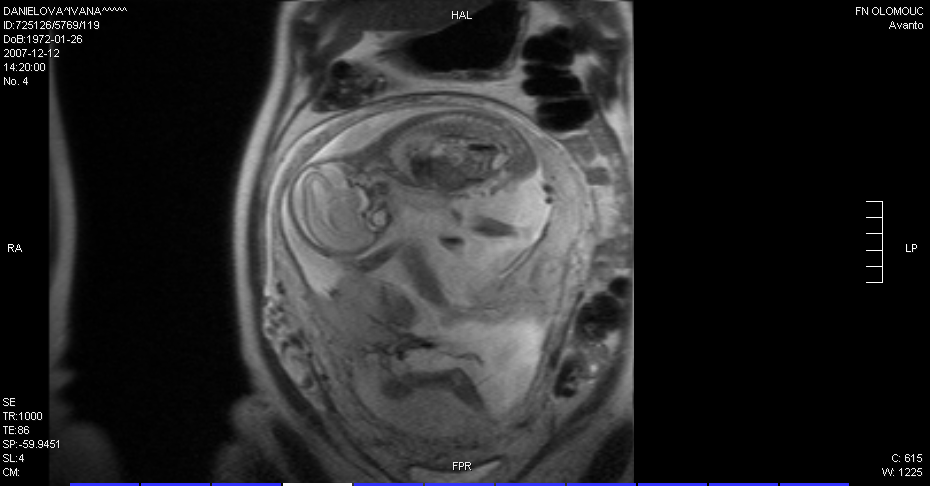 DANIELOVA^IVANA^^^^^
ID:725126/5769/119
DoB:1972-01-26
2007-12-12
14:20:00
No. 4
HAL
FN OLOMOUC
Avanto
RA
LP
SE
TR:1000
TE:86
SP:-59.9451
SL:4
CM:
FPR
C: 615
W: 1225